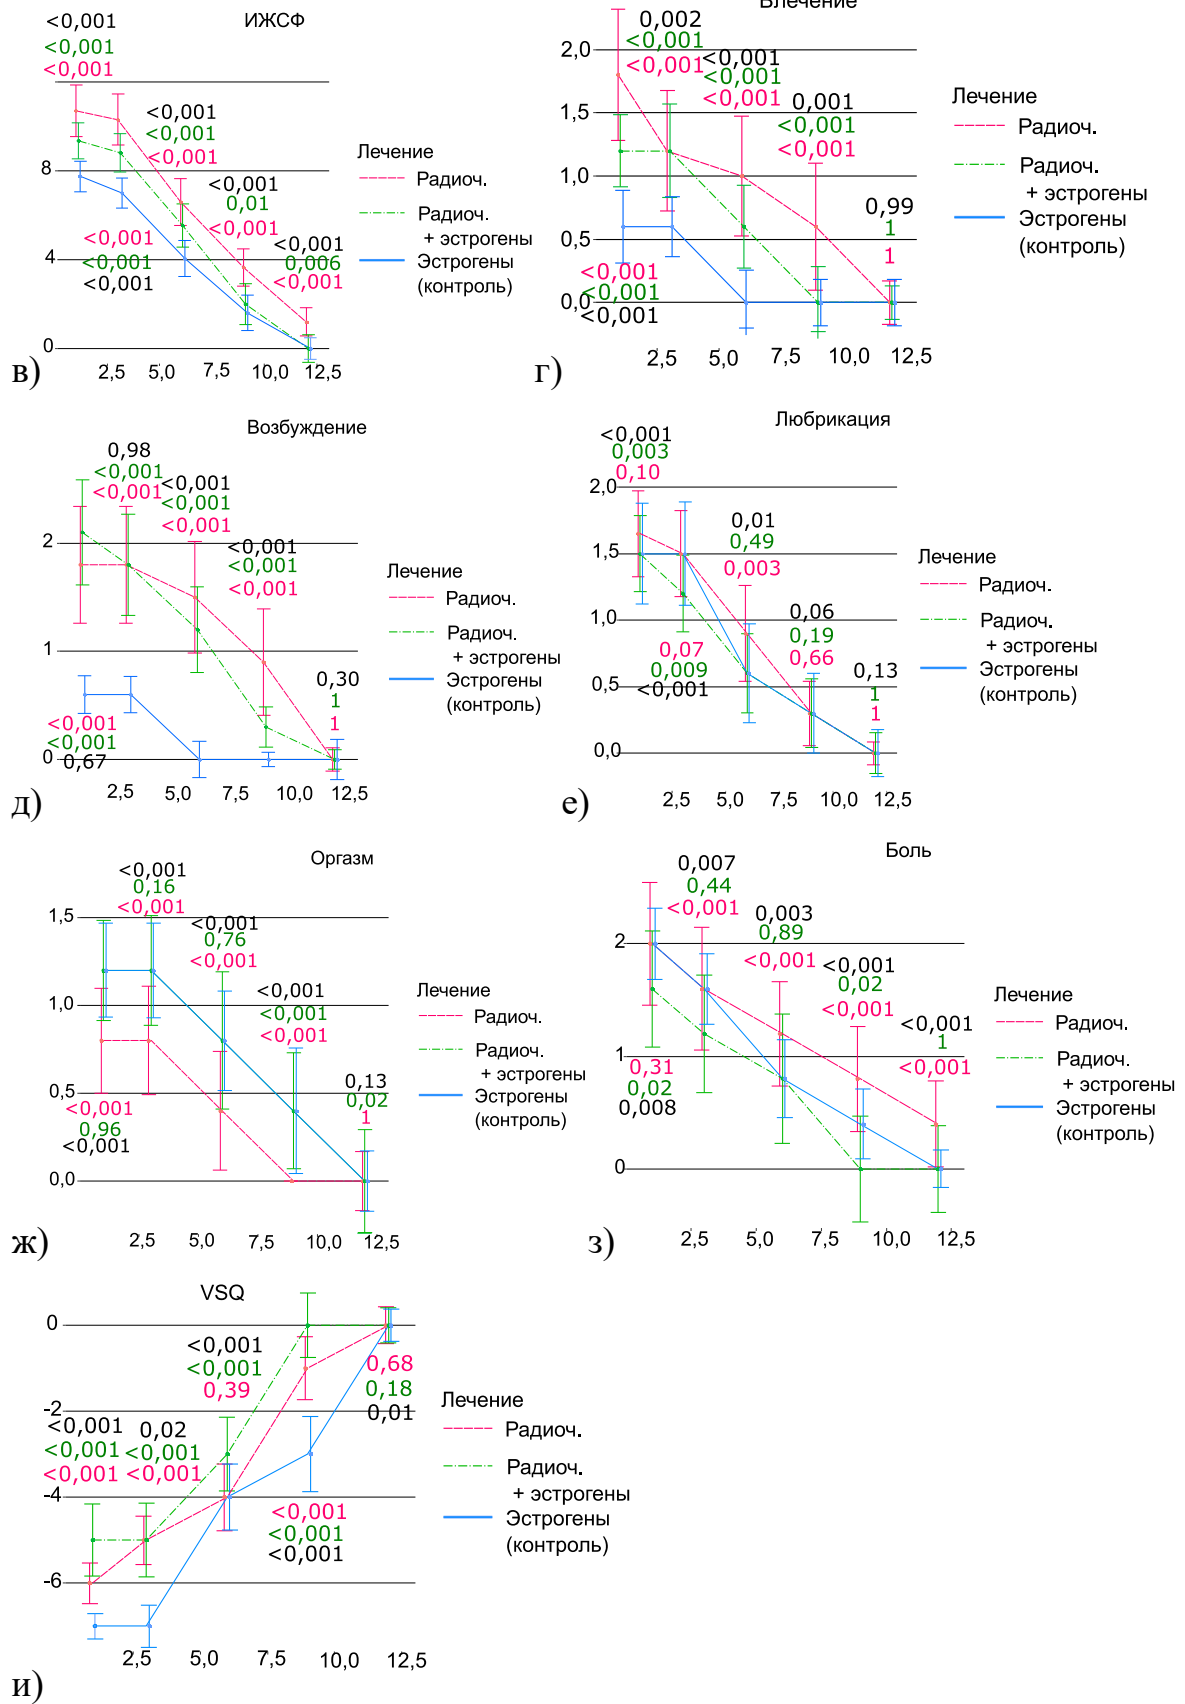 ИЖСФ
<0,001
<0,001
<0,001
<0,001
<0,001
<0,001
<0,001
0,01
<0,001
<0,001
0,006
<0,001
<0,001
<0,001
<0,001
8
4
0
2,5 5,0 7,5 10,0 12,5
Лечение
Радиоч.
Радиоч.
+ эстрогены
Эстрогены
(контроль)
в)
Влечение
0,002
<0,001
<0,001
<0,001
<0,001
<0,001
0,001
<0,001
<0,001
0,99
1
1
<0,001
<0,001
<0,001
2,0
1,5
1,0
0,5
0,0
2,5 5,0 7,5 10,0 12,5
Лечение
Радиоч.
Радиоч.
+ эстрогены
Эстрогены
(контроль)
г)
Возбуждение
0,98
<0,001
<0,001
<0,001
<0,001
<0,001
<0,001
<0,001
<0,001
0,30
1
1
<0,001
<0,001
0,67
2
1
0
2,5 5,0 7,5 10,0 12,5
Лечение
Радиоч.
Радиоч.
+ эстрогены
Эстрогены
(контроль)
д)
Любрикация
<0,001
0,003
0,10
0,01
0,49
0,003
0,06
0,19
0,66
0,13
1
1
0,07
0,009
<0,001
2,0
1,5
1,0
0,5
0,0
2,5 5,0 7,5 10,0 12,5
Лечение
Радиоч.
Радиоч.
+ эстрогены
Эстрогены
(контроль)
е)
Оргазм
<0,001
0,16
<0,001
<0,001
0,76
<0,001
<0,001
<0,001
<0,001
0,13
0,02
1
<0,001
0,96
<0,001
1,5
1,0
0,5
0,0
2,5 5,0 7,5 10,0 12,5
Лечение
Радиоч.
Радиоч.
+ эстрогены
Эстрогены
(контроль)
ж)
Боль
0,007
0,44
<0,001
0,003
0,89
<0,001
<0,001
0,02
<0,001
<0,001
1
<0,001
0,31
0,02
0,008
2
1
0
2,5 5,0 7,5 10,0 12,5
Лечение
Радиоч.
Радиоч.
+ эстрогены
Эстрогены
(контроль)
з)
VSQ
<0,001
<0,001
0,39
0,68
0,18
0,01
<0,001
<0,001
<0,001
0,02
<0,001
<0,001
<0,001
<0,001
<0,001
0
-2
-4
-6
2,5 5,0 7,5 10,0 12,5
Лечение
Радиоч.
Радиоч.
+ эстрогены
Эстрогены
(контроль)
и)